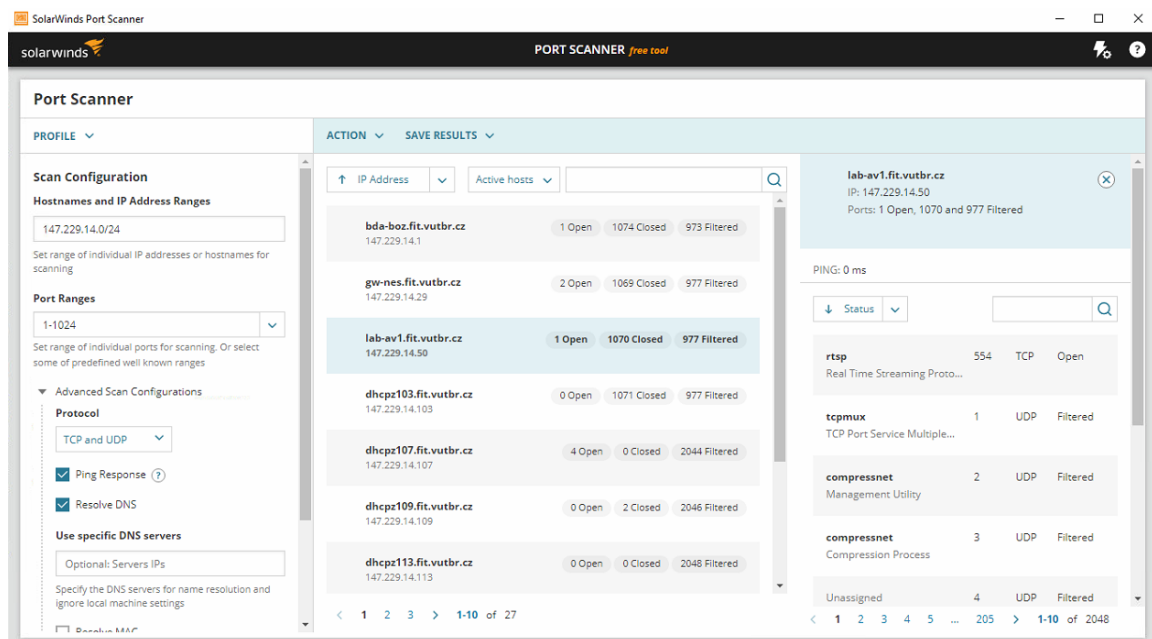 SolarWinds Port Scanner
solarwinds
PORT SCANNER free tool
Port Scanner
PROFILE
ACTION
SAVE RESULTS
Scan Configuration
Hostnames and IP Address Ranges
147.229.14.0/24
Set range of individual IP addresses or hostnames for
scanning
Port Ranges
1-1024
Set range of individual ports for scanning. Or select
some of predefined well known ranges
Advanced Scan Configurations
Protocol
TCP and UDP
Ping Response ?
Resolve DNS
Use specific DNS servers
Optional: Servers IPs
Specify the DNS servers for name resolution and
ignore local machine settings
Resolve MAC
IP Address
Active hosts
bda-boz.fit.vutbr.cz 1 Open 1074 Closed 973 Filtered
147.229.14.1
gw-nes.fit.vutbr.cz 2 Open 1069 Closed 977 Filtered
147.229.14.29
lab-av1.fit.vutbr.cz 1 Open 1070 Closed 977 Filtered
147.229.14.50
dhcpz103.fit.vutbr.cz 0 Open 1071 Closed 977 Filtered
147.229.14.103
dhcpz107.fit.vutbr.cz 4 Open 0 Closed 2044 Filtered
147.229.14.107
dhcpz109.fit.vutbr.cz 0 Open 2 Closed 2046 Filtered
147.229.14.109
dhcpz113.fit.vutbr.cz 0 Open 0 Closed 2048 Filtered
147.229.14.113
1 2 3 1-10 of 27
lab-av1.fit.vutbr.cz
IP: 147.229.14.50
Ports: 1 Open, 1070 and 977 Filtered
PING: 0 ms
Status
rtsp 554 TCP Open
Real Time Streaming Proto...
tcpmux 1 UDP Filtered
TCP Port Service Multiple...
compressnet 2 UDP Filtered
Management Utility
compressnet 3 UDP Filtered
Compression Process
Unassigned 4 UDP Filtered
1 2 3 4 5 ... 205 1-10 of 2048